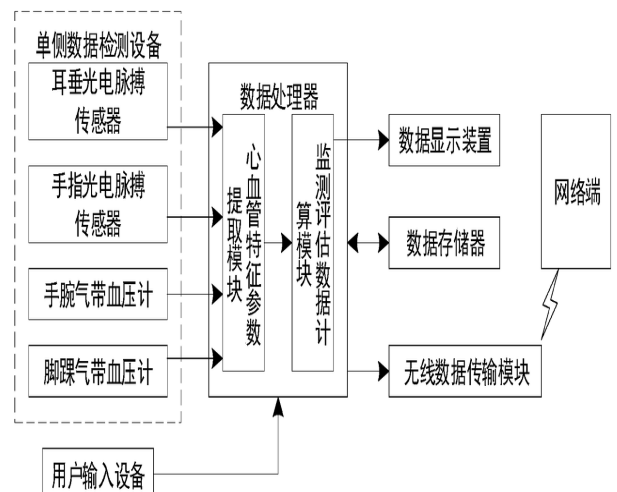 单侧数据检测设备
耳垂光电脉搏
传感器
手指光电脉搏
传感器
手腕气带血压计
脚踝气带血压计
用户输入设备
数据处理器
心血管特征参数
提取模块
监测评估数据计
算模块
数据显示装置
数据存储器
无线数据传输模块
网络端